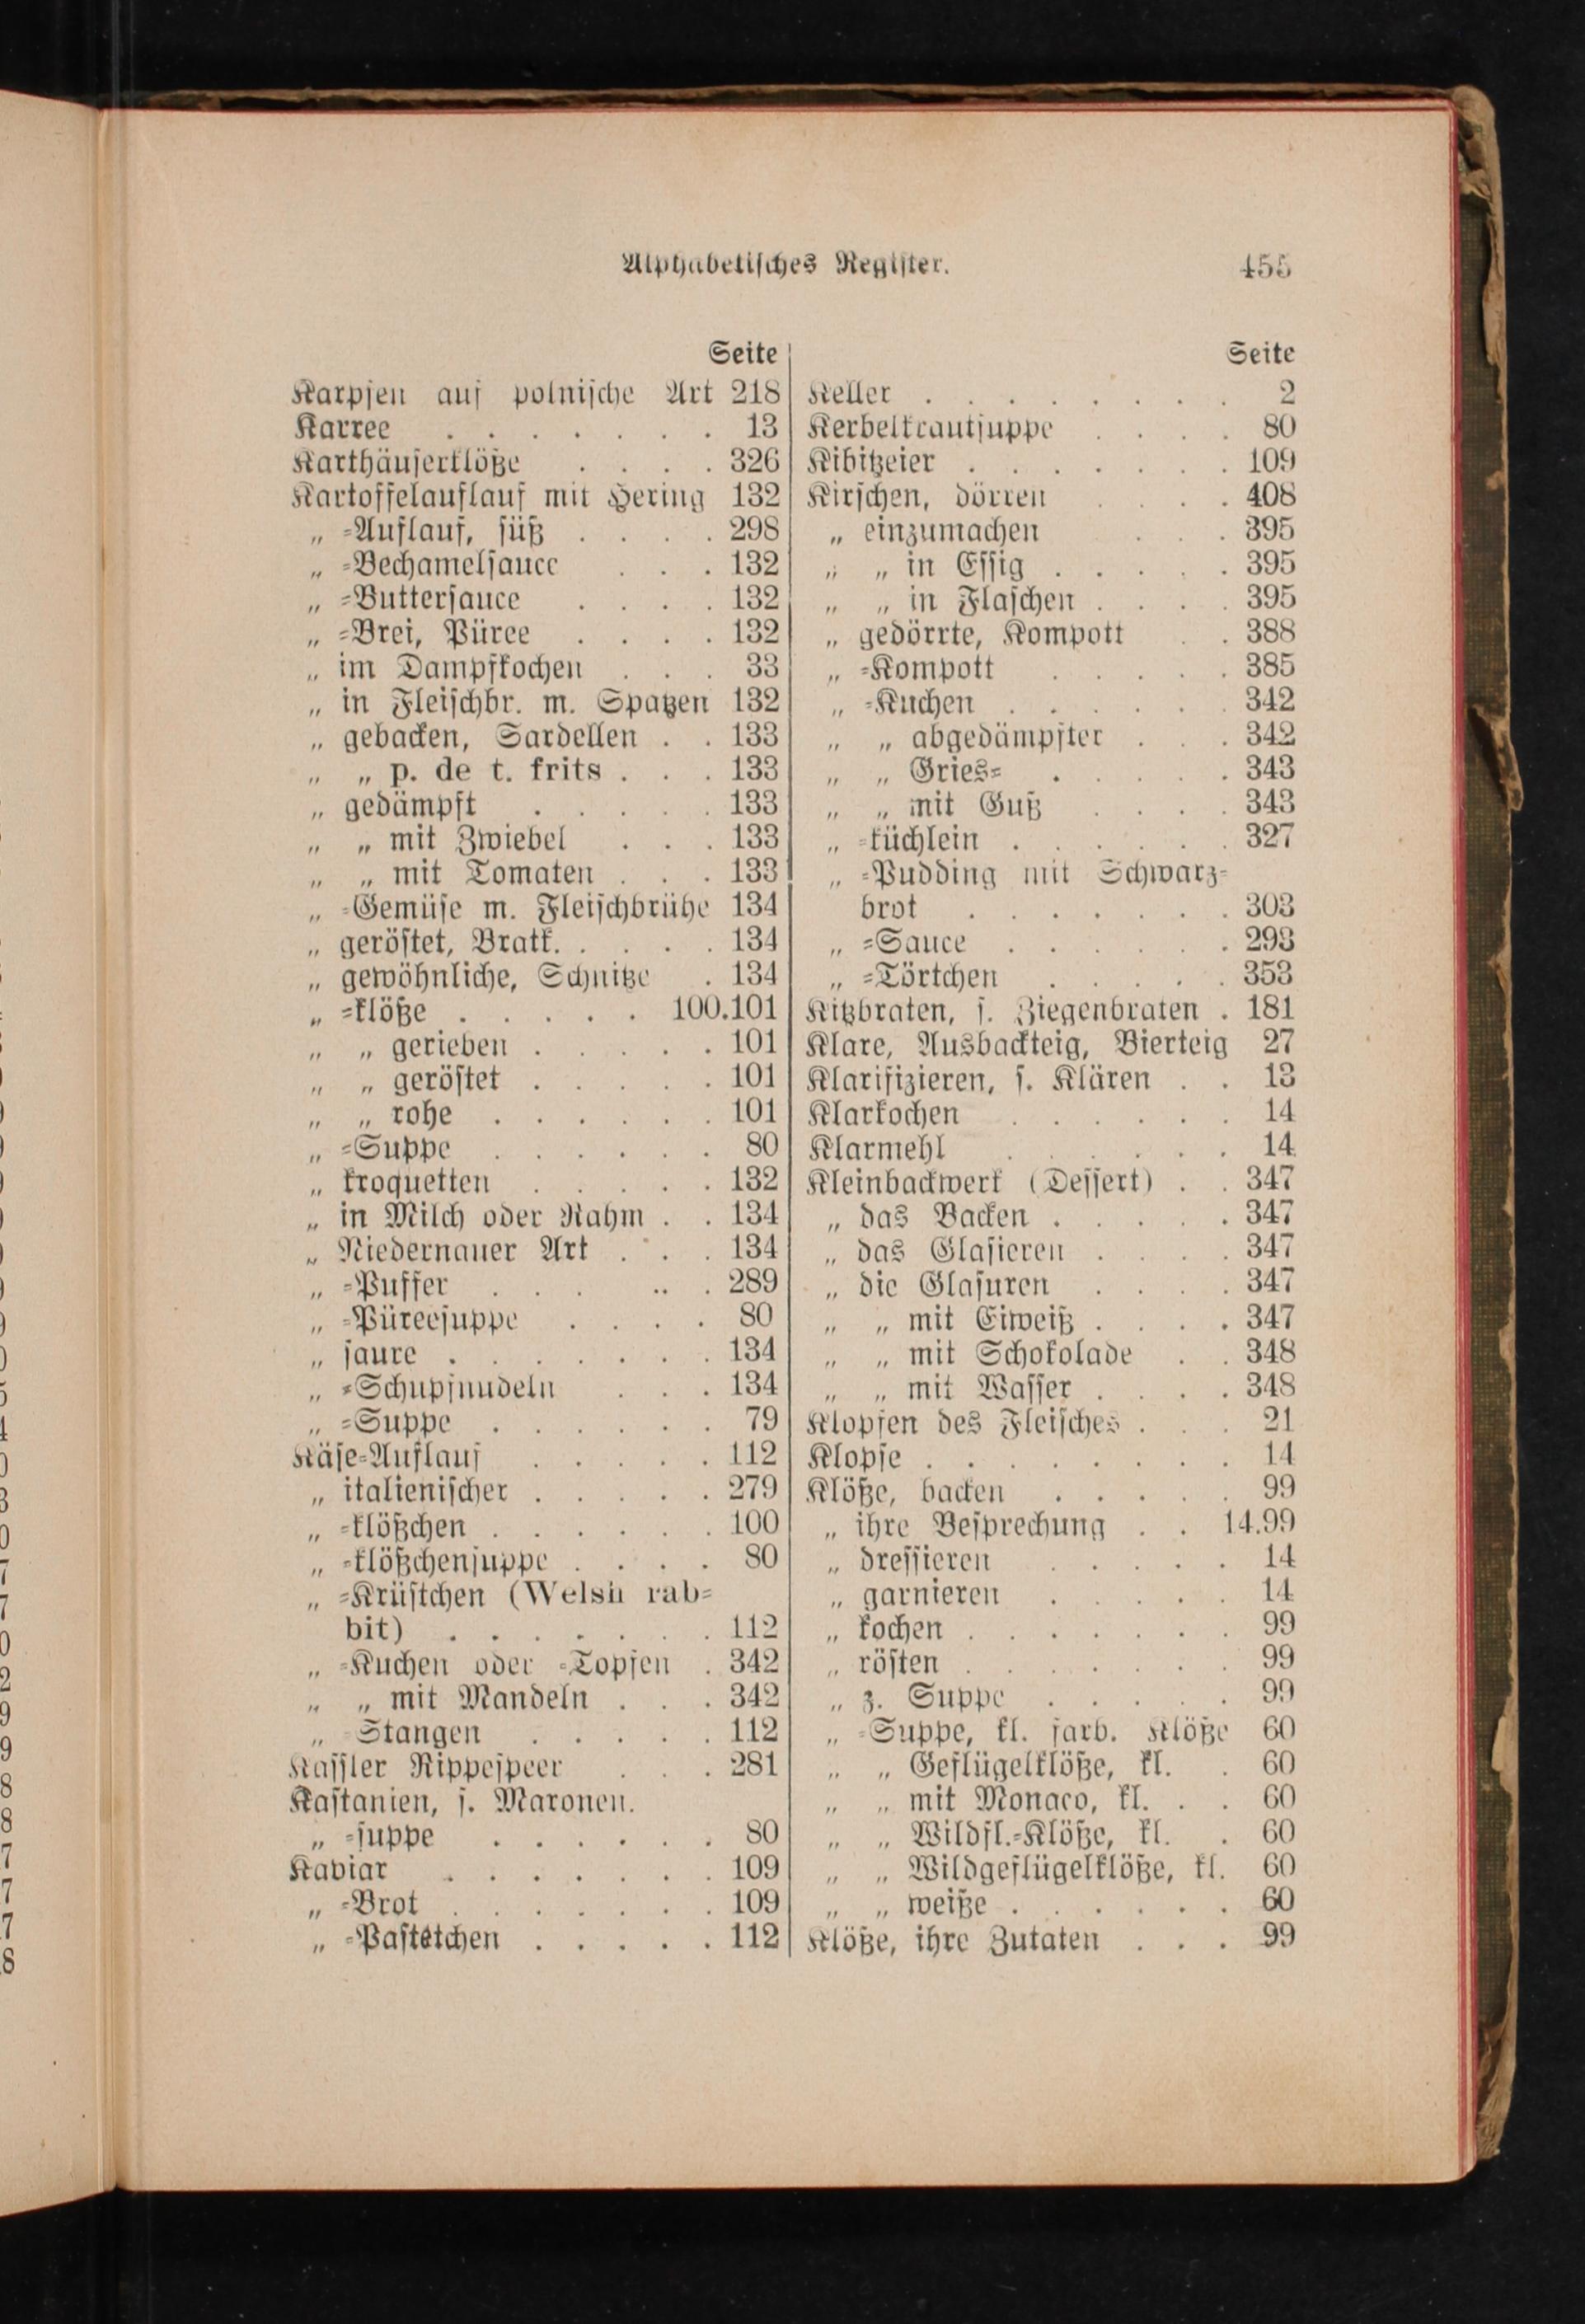 Alphabetisches Register. 455
Seite
Karpfen auf polnische Art 218
Karree . . . . . . . 13
Karthäuserklöße . . . . 326
Kartoffelauflauf mit Hering 132
„ =Auflauf, süß . . . . 298
„ =Bechamelsauce . . . 132
„ =Buttersauce . . . . 132
„ =Brei, Püree . . . . 132
„ im Dampfkochen . . . 33
„ in Fleischbr. m. Spatzen 132
„ gebacken, Sardellen . . 133
„ „ p. de t. frits . . . 133
„ gedämpft . . . . . 133
„ „ mit Zwiebel . . . 133
„ „ mit Tomaten . . . 133
„ =Gemüse m. Fleischbrühe 134
„ geröstet, Bratk. . . . . 134
„ gewöhnliche, Schnitze . 134
„ =klöße . . . . . 100.101
„ „ gerieben . . . . . 101
„ „ geröstet . . . . . 101
„ „ rohe . . . . . . 101
„ =Suppe . . . . . . 80
„ kroquetten . . . . . 132
„ in Milch oder Rahm . . 134
„ Niedernauer Art . . . 134
„ =Puffer . . . .. . 289
„ =Püreesuppe . . . . 80
„ saure . . . . . . . 134
„ =Schupfnudeln . . . 134
„ =Suppe . . . . . . 79
Käse=Auflauf . . . . . 112
„ italienischer . . . . . 279
„ =klößchen . . . . . . 100
„ =klößchensuppe . . . . 80
„ =Krüstchen (Welsh rab=
bit) . . . . . . . 112
„ =Kuchen oder =Topfen . 342
„ „ mit Mandeln . . . 342
„ =Stangen . . . . . 112
Kassler Rippespeer . . . 281
Kastanien, s. Maronen.
„ =suppe . . . . . . 80
Kaviar . . . . . . . 109
„ =Brot . . . . . . . 109
„ =Pastetchen . . . . . 112
Seite
Keller . . . . . . . . 2
Kerbelkrautsuppe . . . . 80
Kibitzeier . . . . . . . 109
Kirschen, dörren . . . . 408
„ einzumachen . . . 395
„ „ in Essig . . . . . 395
„ „ in Flaschen . . . . 395
„ gedörrte, Kompott . . 388
„ =Kompott . . . . . 385
„ =Kuchen . . . . . . 342
„ „ abgedämpfter . . . 342
„ „ Gries= . . . . . 343
„ „ mit Guß . . . . 343
„ =küchlein . . . . . . 327
„ =Pudding mit Schwarz=
brot . . . . . . . 303
„ =Sauce . . . . . . 293
„ =Törtchen . . . . . 353
Kitzbraten, s. Ziegenbraten . 181
Klare, Ausbackteig, Bierteig 27
Klarifizieren, s. Klären . . 13
Klarkochen . . . . . . 14
Klarmehl . . . . . . 14
Kleinbackwerk (Dessert) . . 347
„ das Backen . . . . . 347
„ das Glasieren . . . . 347
„ die Glasuren . . . . 347
„ „ mit Eiweiß . . . . 347
„ „ mit Schokolade . . 348
„ „ mit Wasser . . . . 348
Klopfen des Fleisches . . . 21
Klopse . . . . . . . . 14
Klöße, backen . . . . . 99
„ ihre Besprechung . . 14.99
„ dressieren . . . . . 14
„ garnieren . . . . . 14
„ kochen . . . . . . . 99
„ rösten . . . . . . . 99
„ z. Suppe . . . . . 99
„ =Suppe, kl. farb. Klöße 60
„ „ Geflügelklöße, kl. . 60
„ „ mit Monaco, kl. . . 60
„ „ Wildfl.=Klöße, kl. . 60
„ „ Wildgeflügelklöße, kl. 60
„ „ weiße . . . . . . 60
Klöße, ihre Zutaten . . . 99